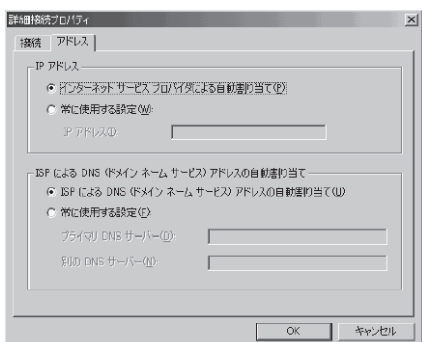 詳細接続プロパティ
接続 アドレス
IP アドレス
インターネット サービス プロバイダによる自動割り当て(P)
常に使用する設定(W):
IP アドレス(I):
ISP による DNS (ドメイン ネーム サービス) アドレスの自動割り当て
ISP による DNS (ドメイン ネーム サービス) アドレスの自動割り当て(U)
常に使用する設定(F):
プライマリ DNS サーバー(D):
別の DNS サーバー(N):
OK キャンセル